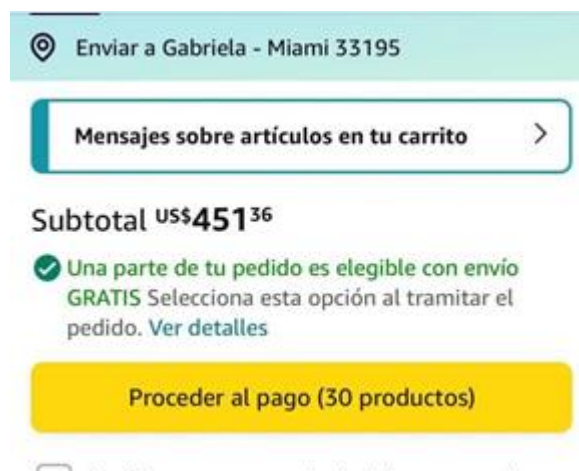 Enviar a Gabriela - Miami 33195
Mensajes sobre artículos en tu carrito
Subtotal US$451³⁶
Una parte de tu pedido es elegible con envío
GRATIS Selecciona esta opción al tramitar el
pedido. Ver detalles
Proceder al pago (30 productos)